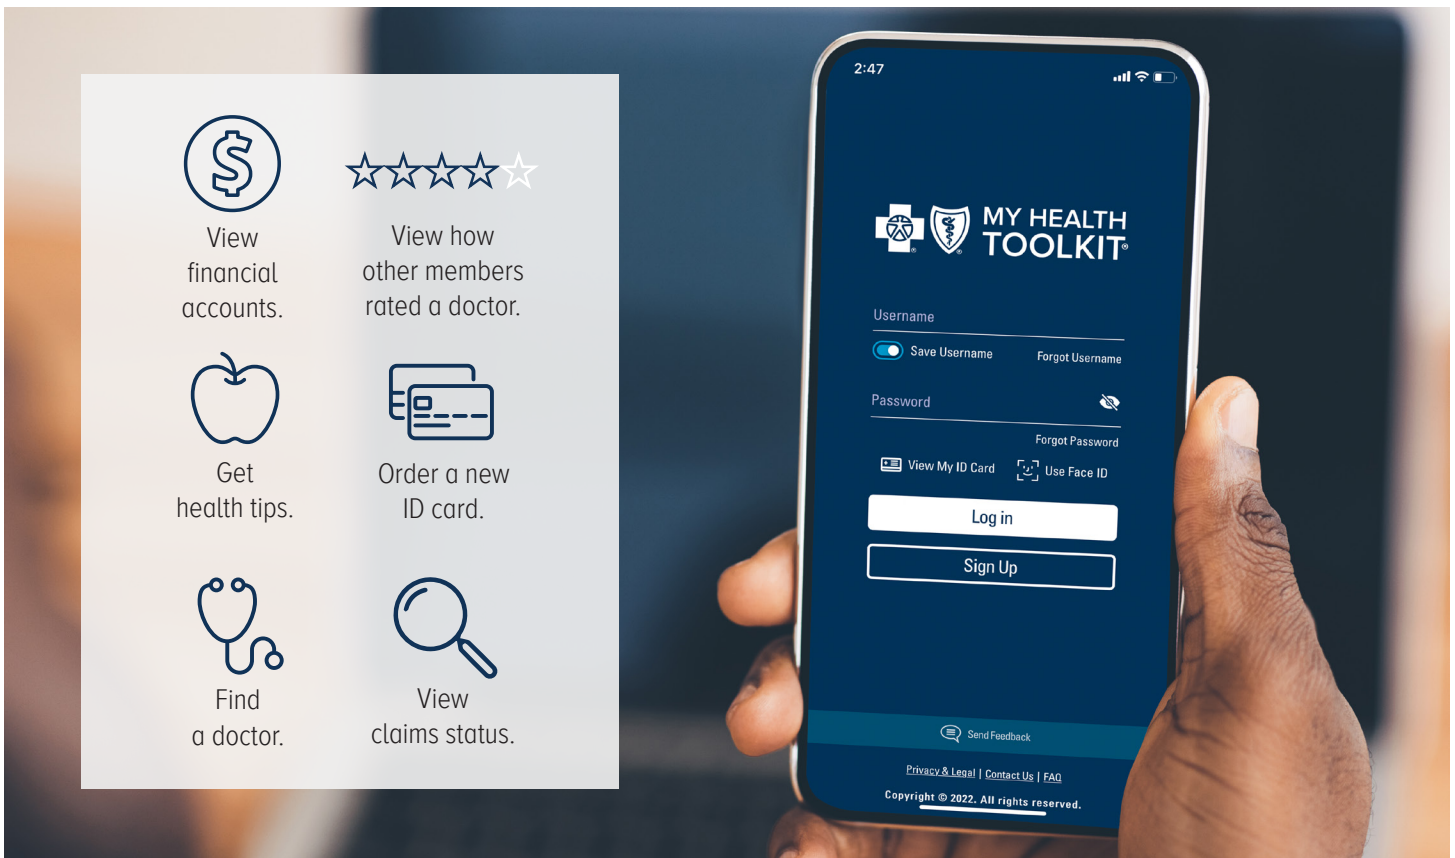 View
financial
accounts.
View how
other members
rated a doctor.
Get
health tips.
Order a new
ID card.
Find
a doctor.
View
claims status.
2:47
MY HEALTH
TOOLKIT®
Username
Save Username
Forgot Username
Password
Forgot Password
View My ID Card
Use Face ID
Log in
Sign Up
Send Feedback
Privacy & Legal | Contact Us | FAQ
Copyright © 2022. All rights reserved.